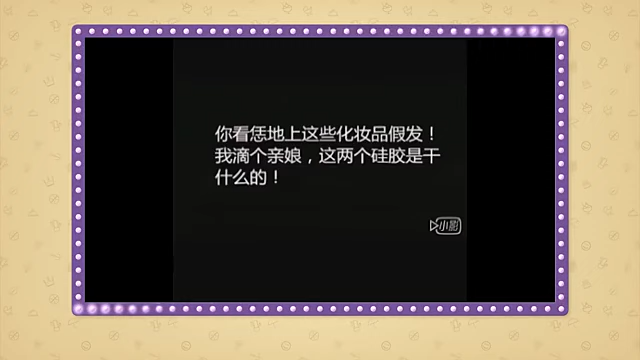 你看恁地上这些化妆品假发！
我滴个亲娘，这两个硅胶是干
什么的！
小影